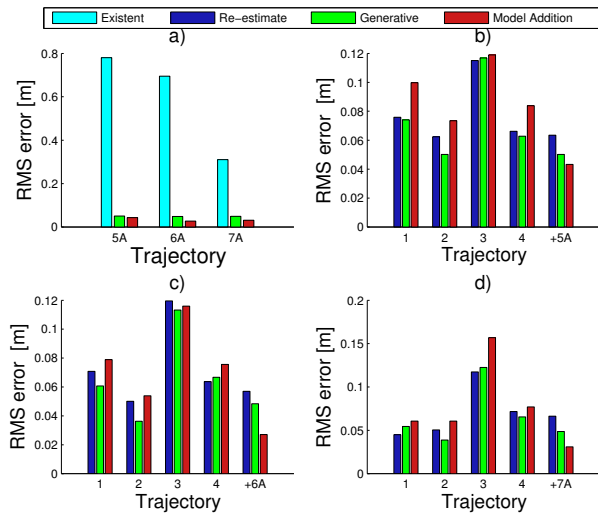 Existent Re-estimate Generative Model Addition
a)
RMS error [m]
0.8
0.6
0.4
0.2
0
5A 6A 7A
Trajectory
b)
RMS error [m]
0.12
0.1
0.08
0.06
0.04
0.02
0
1 2 3 4 +5A
Trajectory
c)
RMS error [m]
0.12
0.1
0.08
0.06
0.04
0.02
0
1 2 3 4 +6A
Trajectory
d)
RMS error [m]
0.2
0.15
0.1
0.05
0
1 2 3 4 +7A
Trajectory